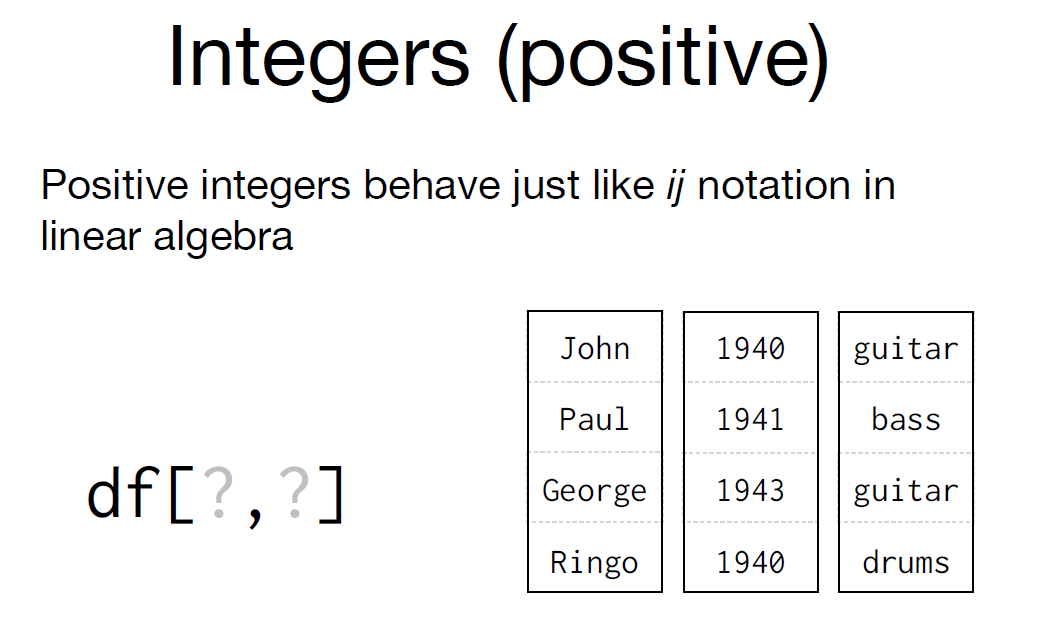 Integers (positive)
Positive integers behave just like ij notation in
linear algebra
John 1940 guitar
Paul 1941 bass
df[?,?]
George 1943 guitar
Ringo 1940 drums